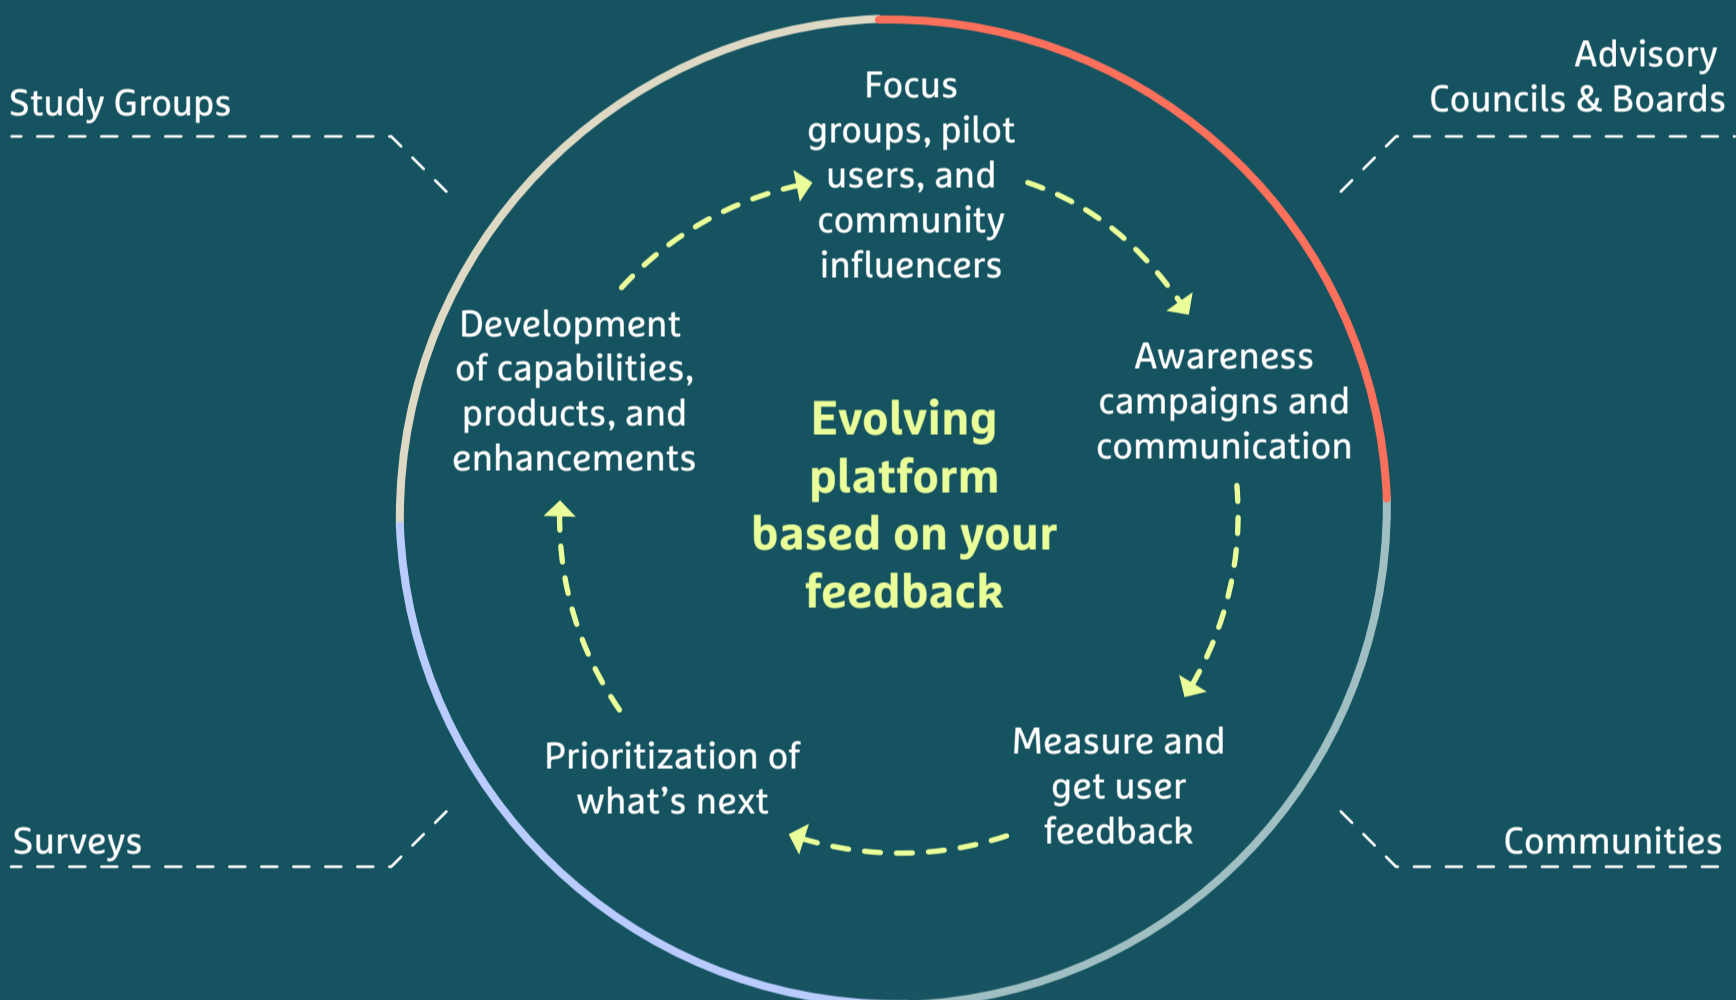 Study Groups
Advisory
Councils & Boards
Focus
groups, pilot
users, and
community
influencers
Awareness
campaigns and
communication
Measure and
get user
feedback
Prioritization of
what’s next
Development
of capabilities,
products, and
enhancements
Evolving
platform
based on your
feedback
Surveys
Communities